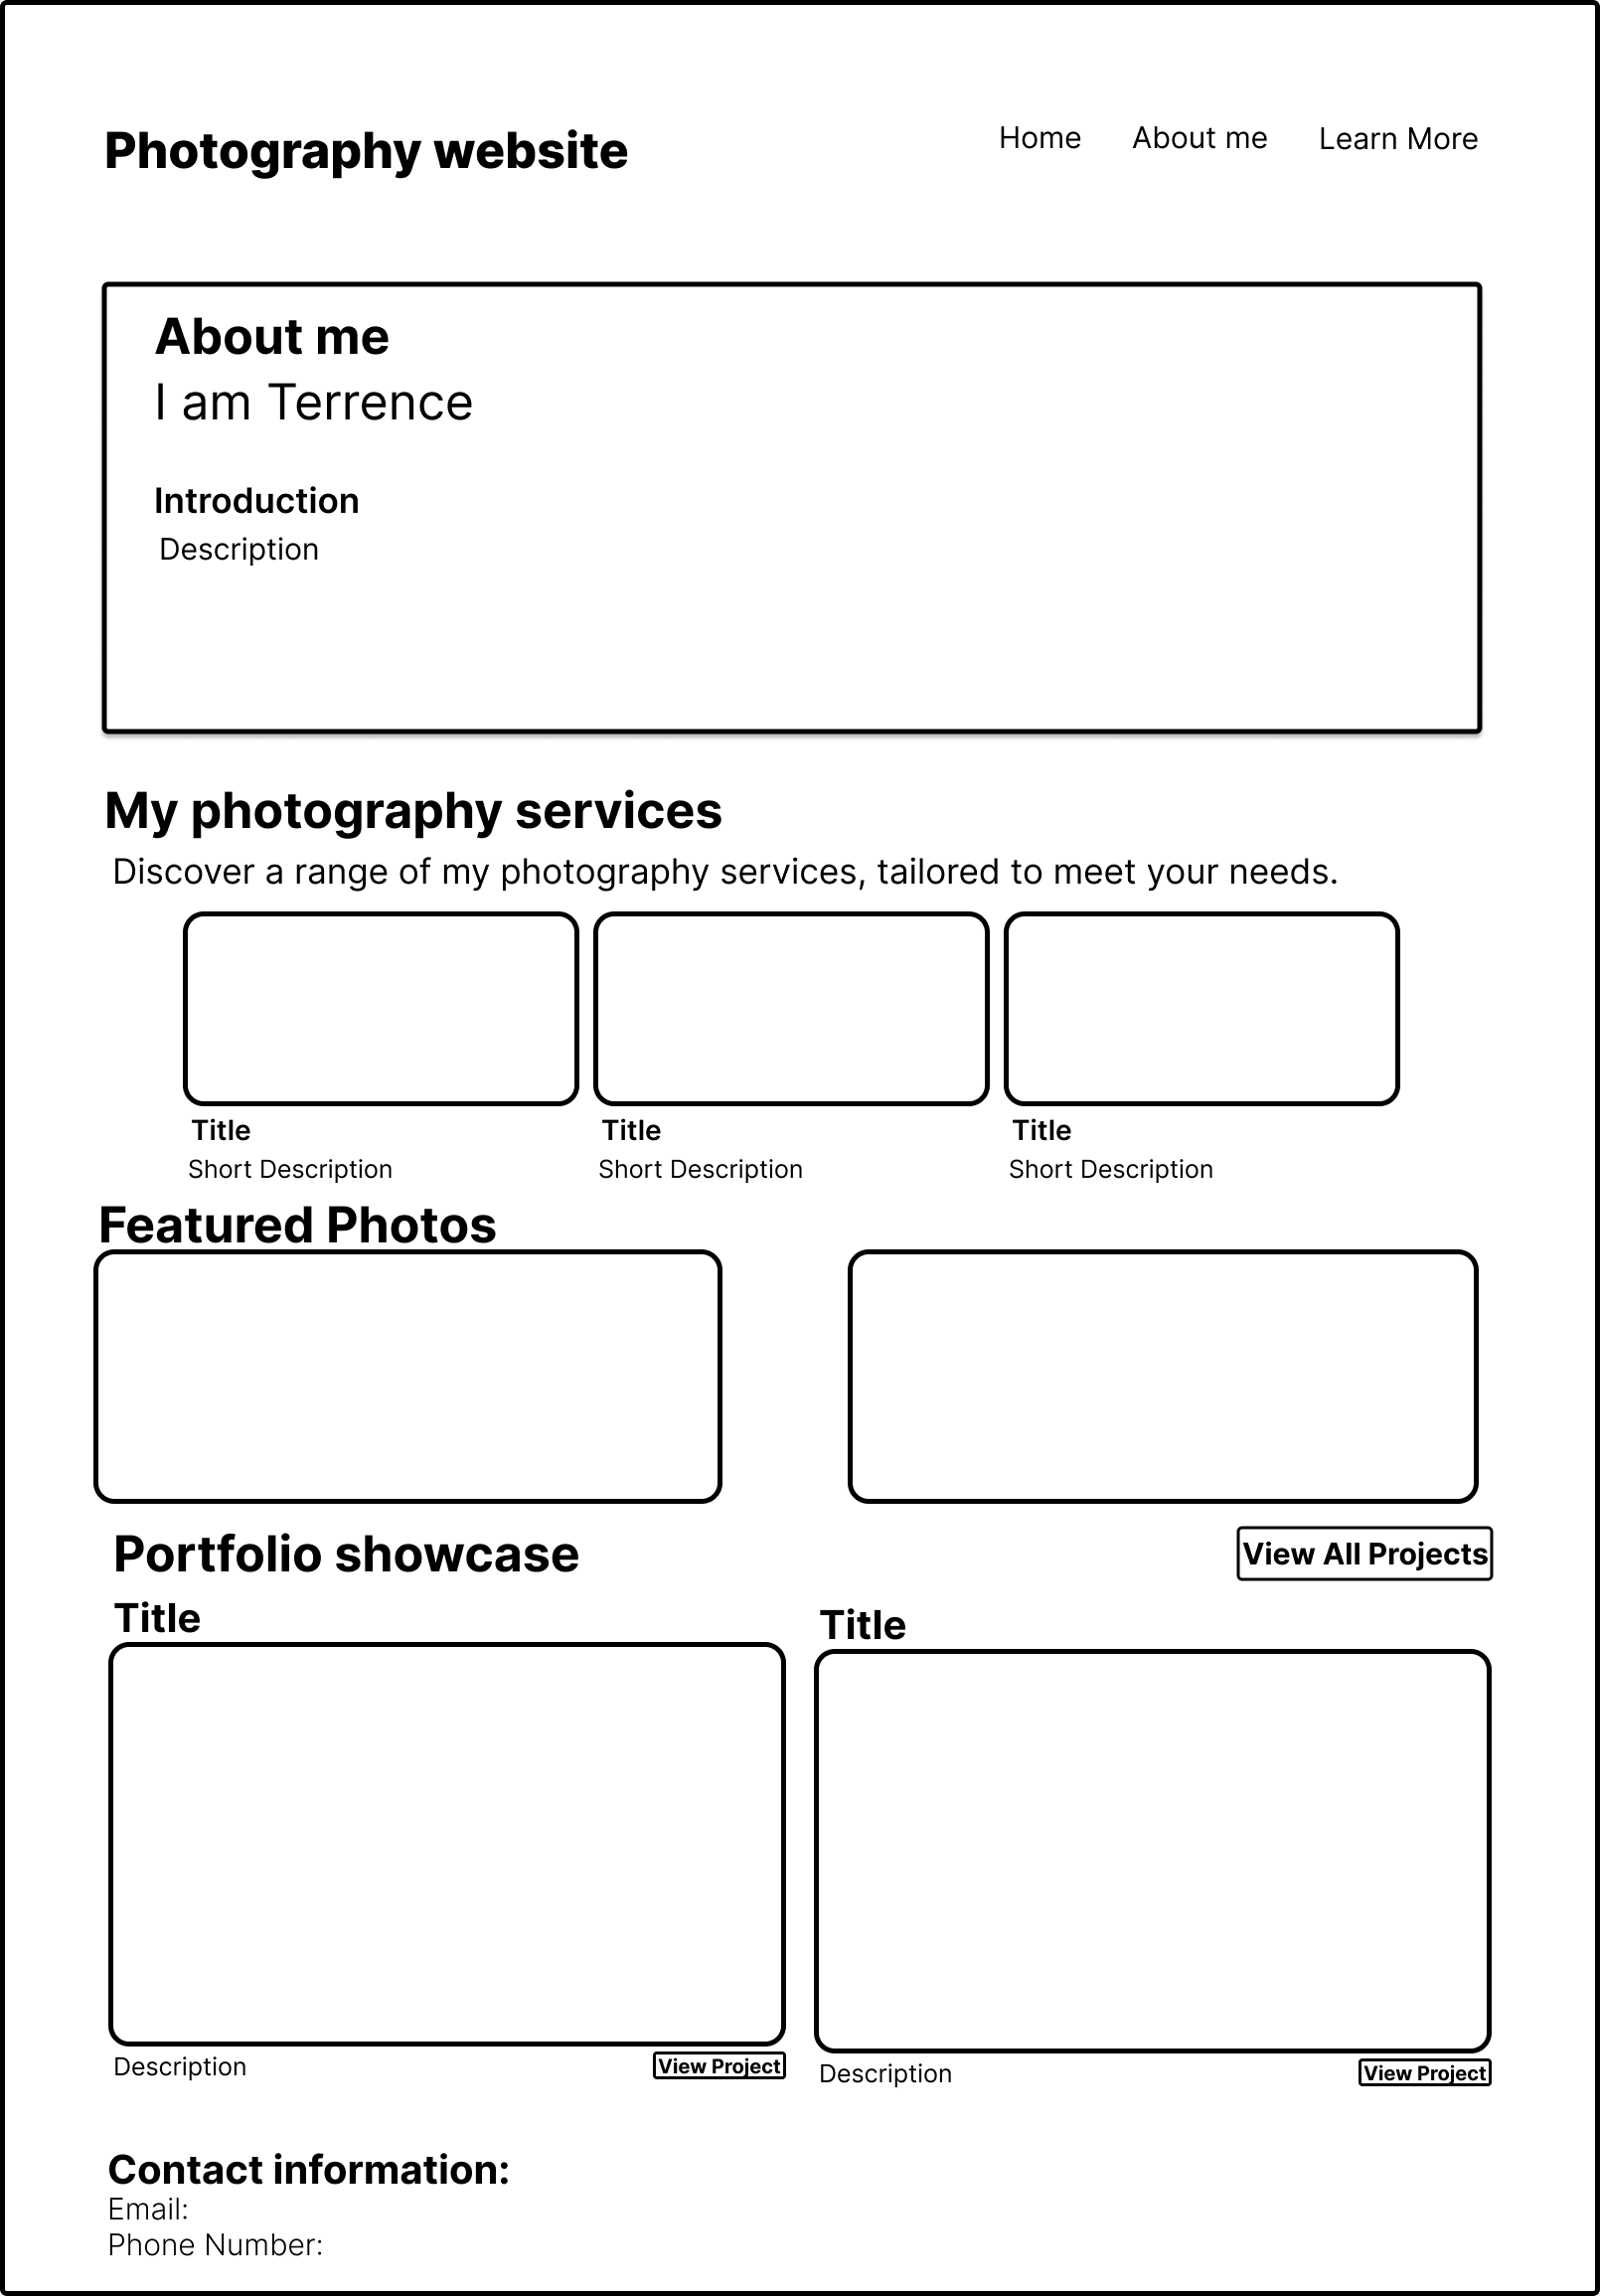 Photography website
Home
About me
Learn More
About me
I am Terrence
Introduction
Description
My photography services
Discover a range of my photography services, tailored to meet your needs.
Title
Short Description
Title
Short Description
Title
Short Description
Featured Photos
Portfolio showcase
View All Projects
Title
Description
View Project
Title
Description
View Project
Contact information:
Email:
Phone Number: